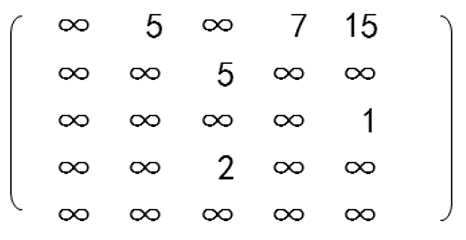 ∞ 5 ∞ 7 15
∞ ∞ 5 ∞ ∞
∞ ∞ ∞ ∞ 1
∞ ∞ 2 ∞ ∞
∞ ∞ ∞ ∞ ∞